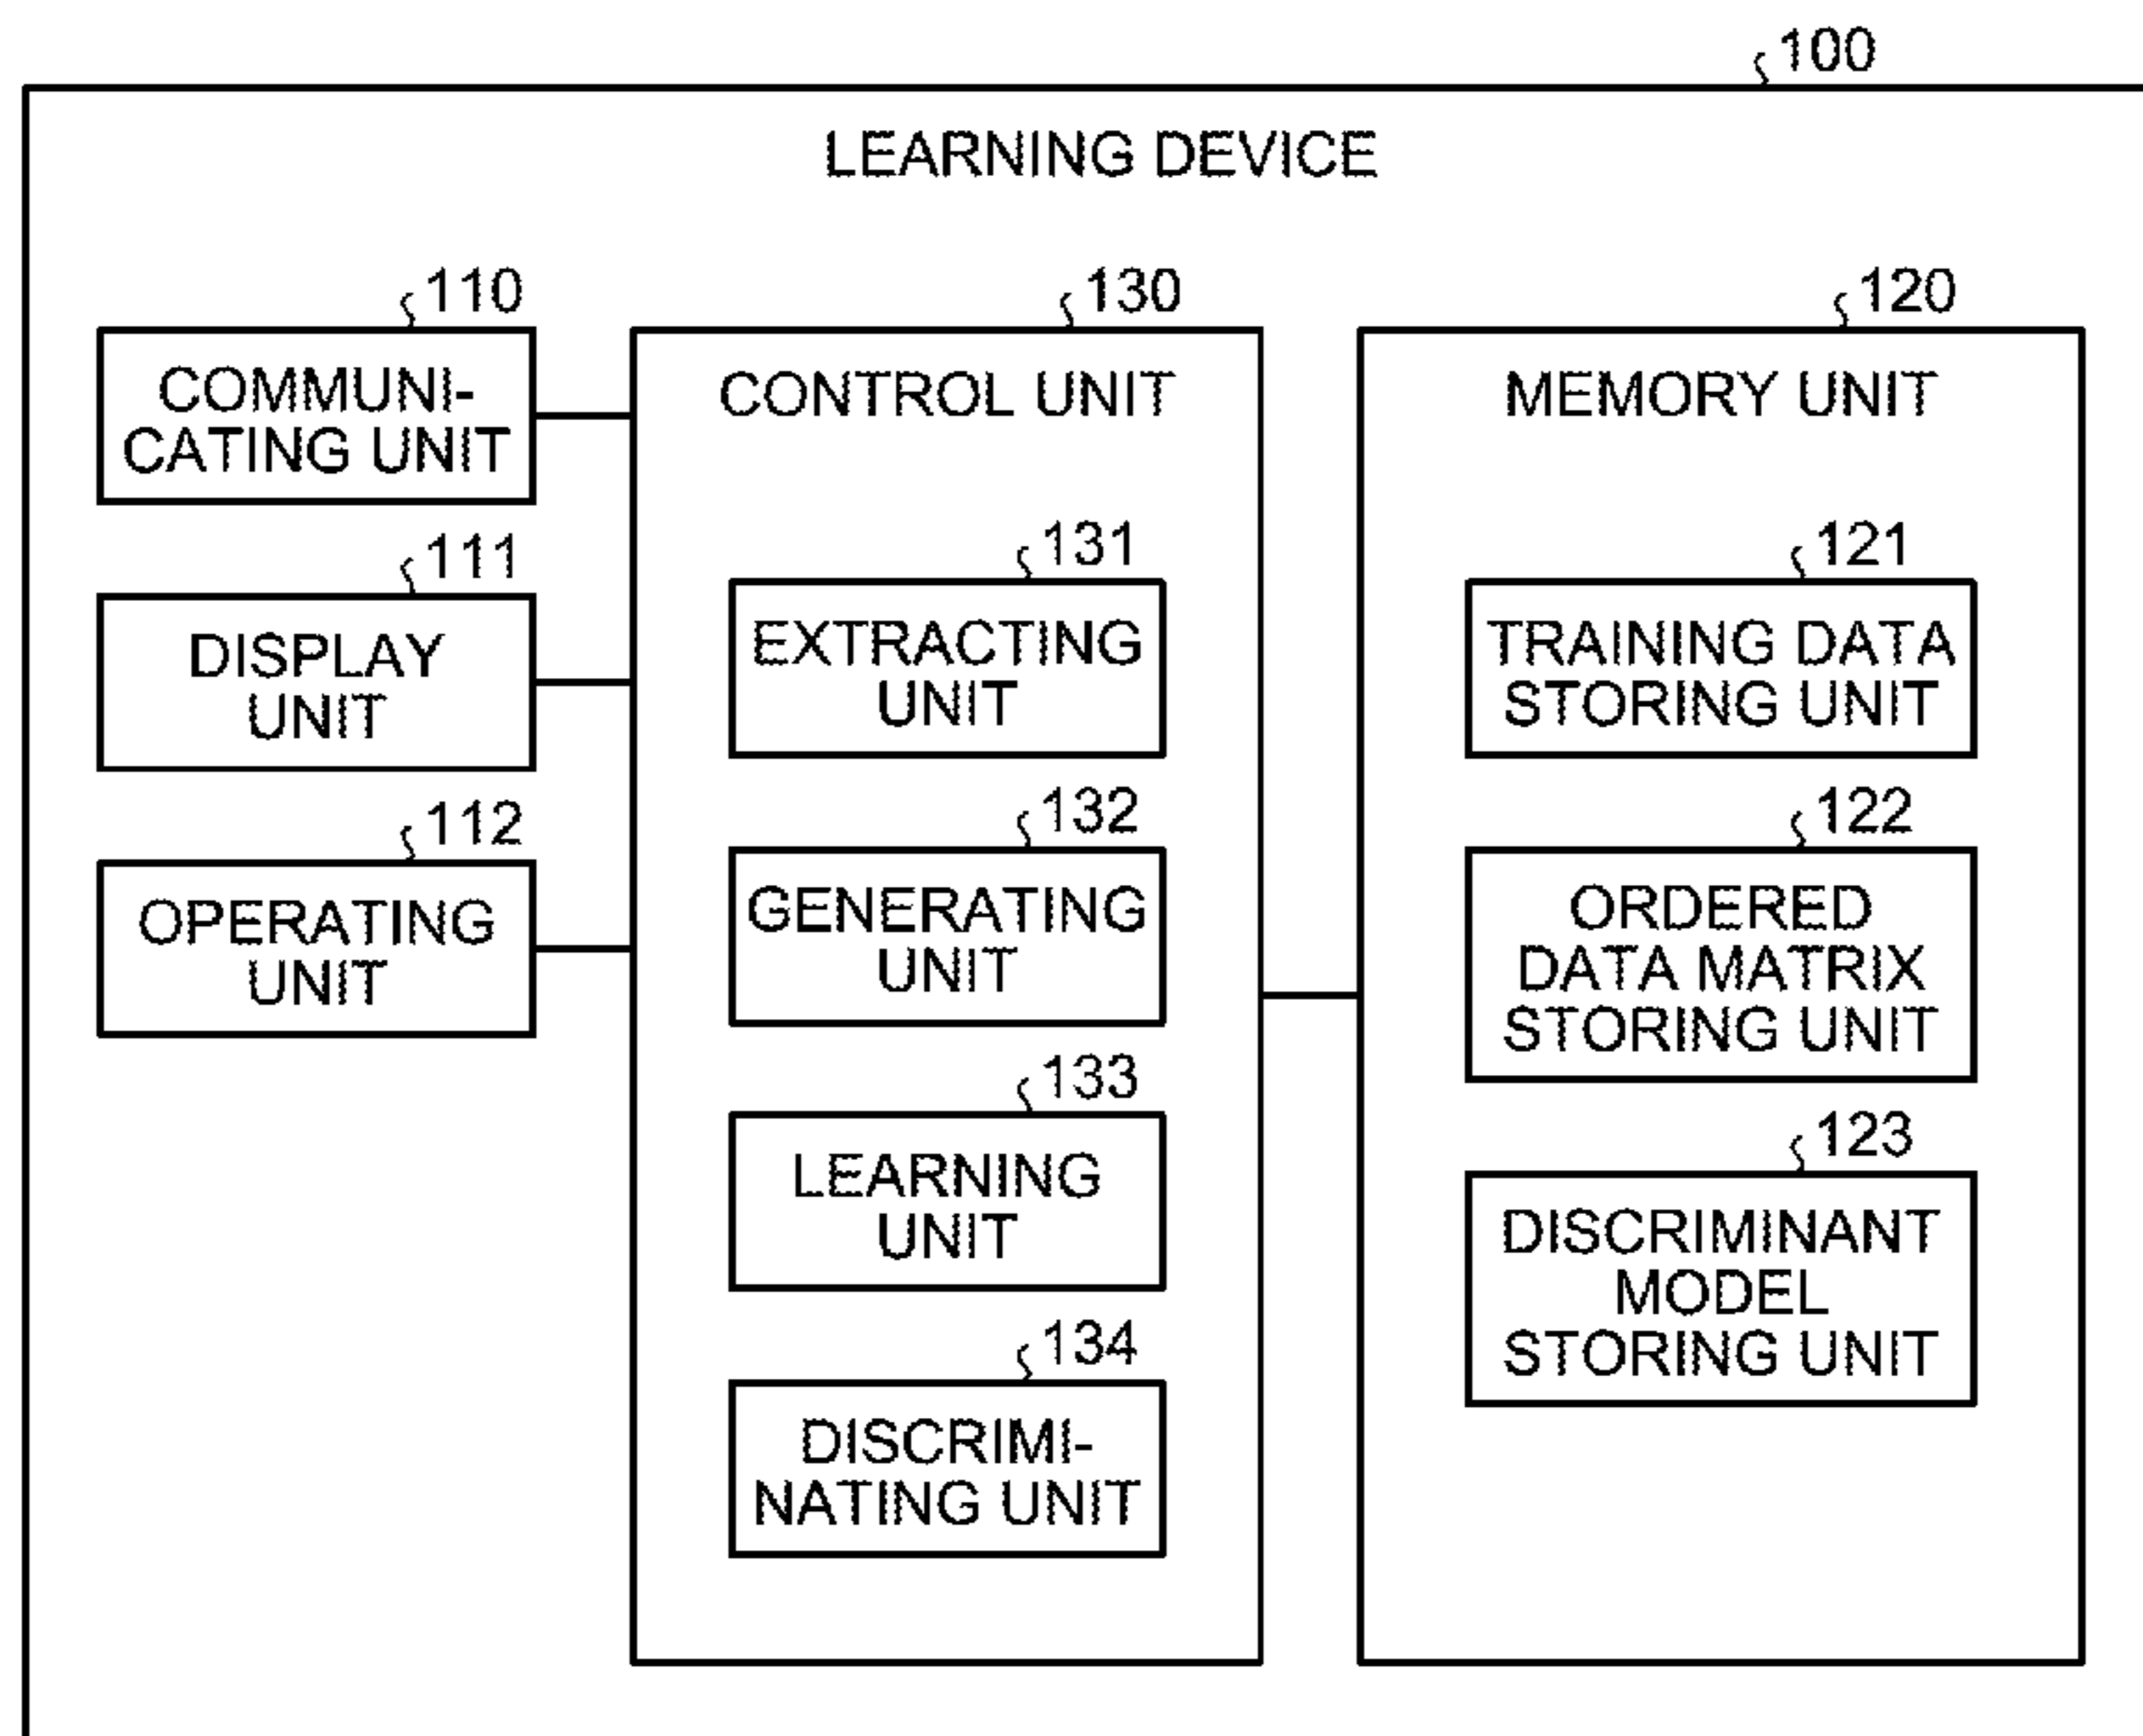 100
LEARNING DEVICE
110
COMMUNI-
CATING UNIT
111
DISPLAY
UNIT
112
OPERATING
UNIT
130
CONTROL UNIT
131
EXTRACTING
UNIT
132
GENERATING
UNIT
133
LEARNING
UNIT
134
DISCRIMI-
NATING UNIT
120
MEMORY UNIT
121
TRAINING DATA
STORING UNIT
122
ORDERED
DATA MATRIX
STORING UNIT
123
DISCRIMINANT
MODEL
STORING UNIT